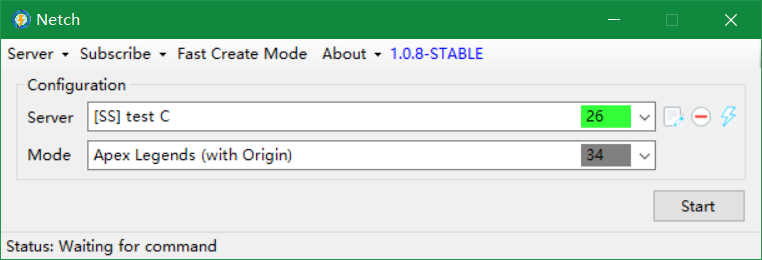 Netch
Server Subscribe Fast Create Mode About 1.0.8-STABLE
Configuration
Server [SS] test C 26
Mode Apex Legends (with Origin) 34
Start
Status: Waiting for command